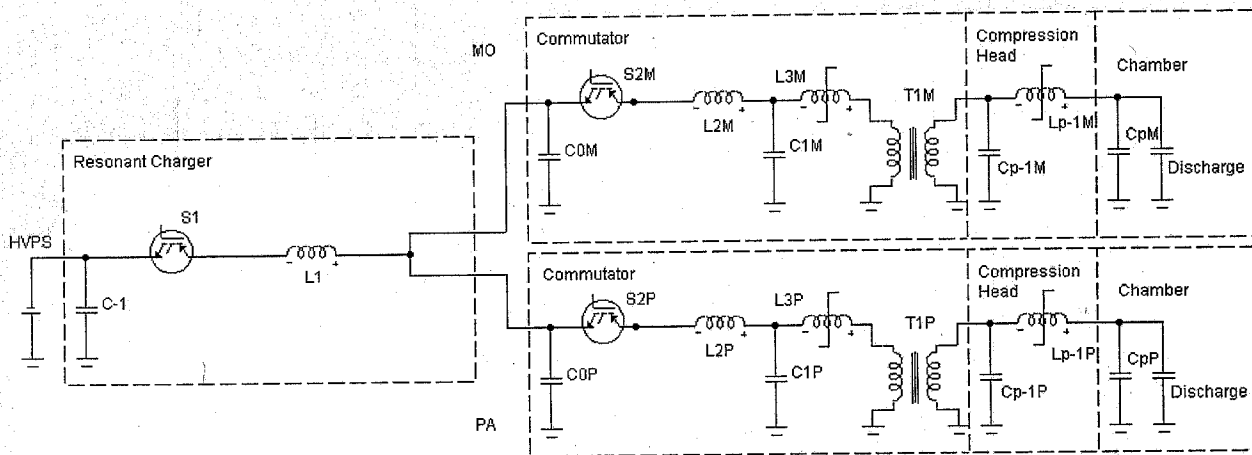 MO
Commutator
S2M
L2M
L3M
C0M
C1M
T1M
Compression
Head
Lp-1M
Cp-1M
Chamber
CpM
Discharge
Resonant Charger
HVPS
S1
C-1
L1
Commutator
S2P
L2P
L3P
C0P
C1P
T1P
Compression
Head
Lp-1P
Cp-1P
Chamber
CpP
Discharge
PA